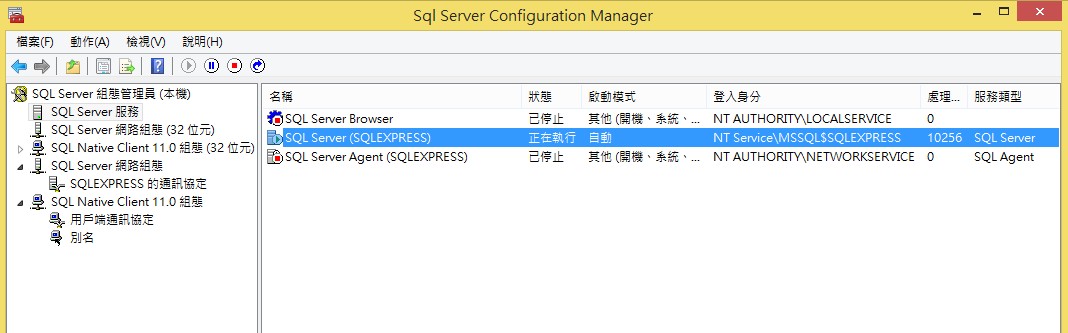 Sql Server Configuration Manager
檔案(F) 動作(A) 檢視(V) 說明(H)
SQL Server 組態管理員 (本機)
SQL Server 服務
SQL Server 網路組態 (32 位元)
SQL Native Client 11.0 組態 (32 位元)
SQL Server 網路組態
SQLEXPRESS 的通訊協定
SQL Native Client 11.0 組態
用戶端通訊協定
別名
名稱 狀態 啟動模式 登入身分 處理... 服務類型
SQL Server Browser 已停止 其他 (開機、系統、... NT AUTHORITY\LOCALSERVICE 0
SQL Server (SQLEXPRESS) 正在執行 自動 NT Service\MSSQL$SQLEXPRESS 10256 SQL Server
SQL Server Agent (SQLEXPRESS) 已停止 其他 (開機、系統、... NT AUTHORITY\NETWORKSERVICE 0 SQL Agent